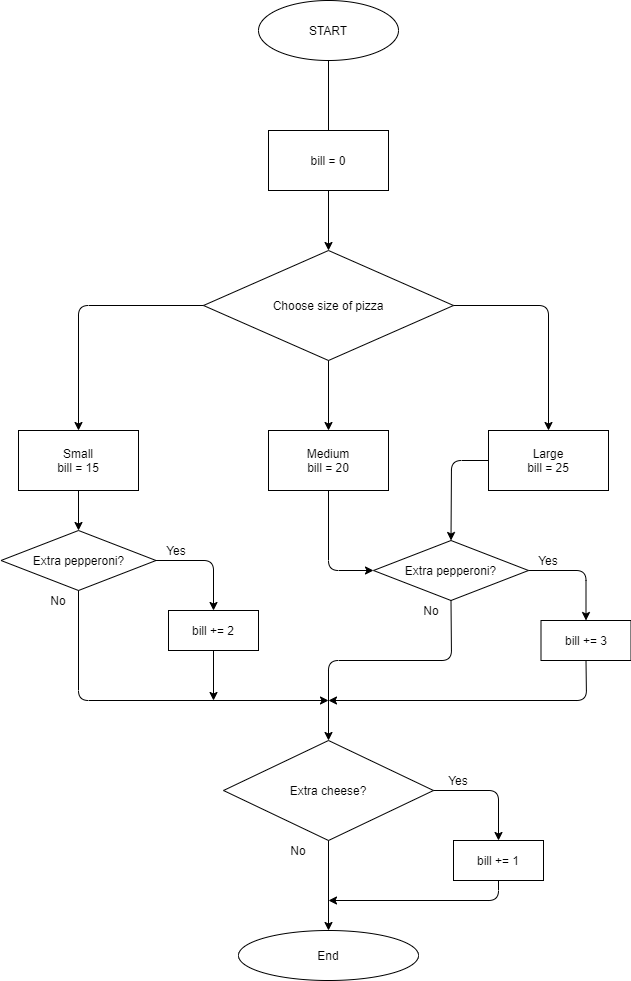 START
bill = 0
Choose size of pizza
Small
bill = 15
Medium
bill = 20
Large
bill = 25
Extra pepperoni?
Yes
No
bill += 2
Extra pepperoni?
Yes
No
bill += 3
Extra cheese?
Yes
No
bill += 1
End